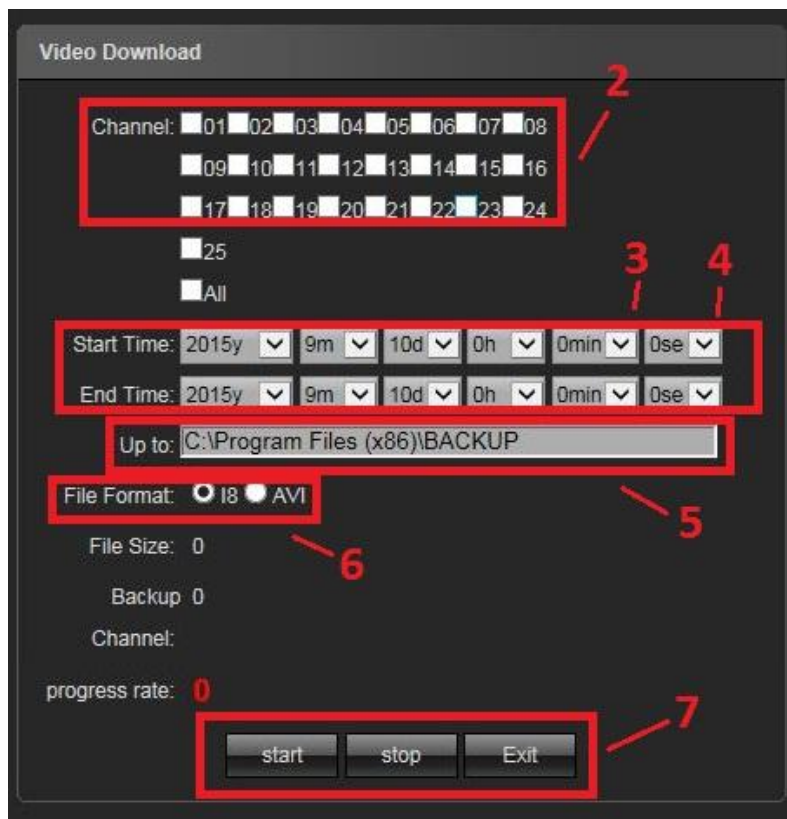 Video Download
2
Channel: 01 02 03 04 05 06 07 08
09 10 11 12 13 14 15 16
17 18 19 20 21 22 23 24
25
All
3 4
Start Time: 2015y 9m 10d 0h 0min 0se
End Time: 2015y 9m 10d 0h 0min 0se
Up to: C:\Program Files (x86)\BACKUP
5
File Format: I8 AVI
6
File Size: 0
Backup 0
Channel:
progress rate: 0
7
start stop Exit